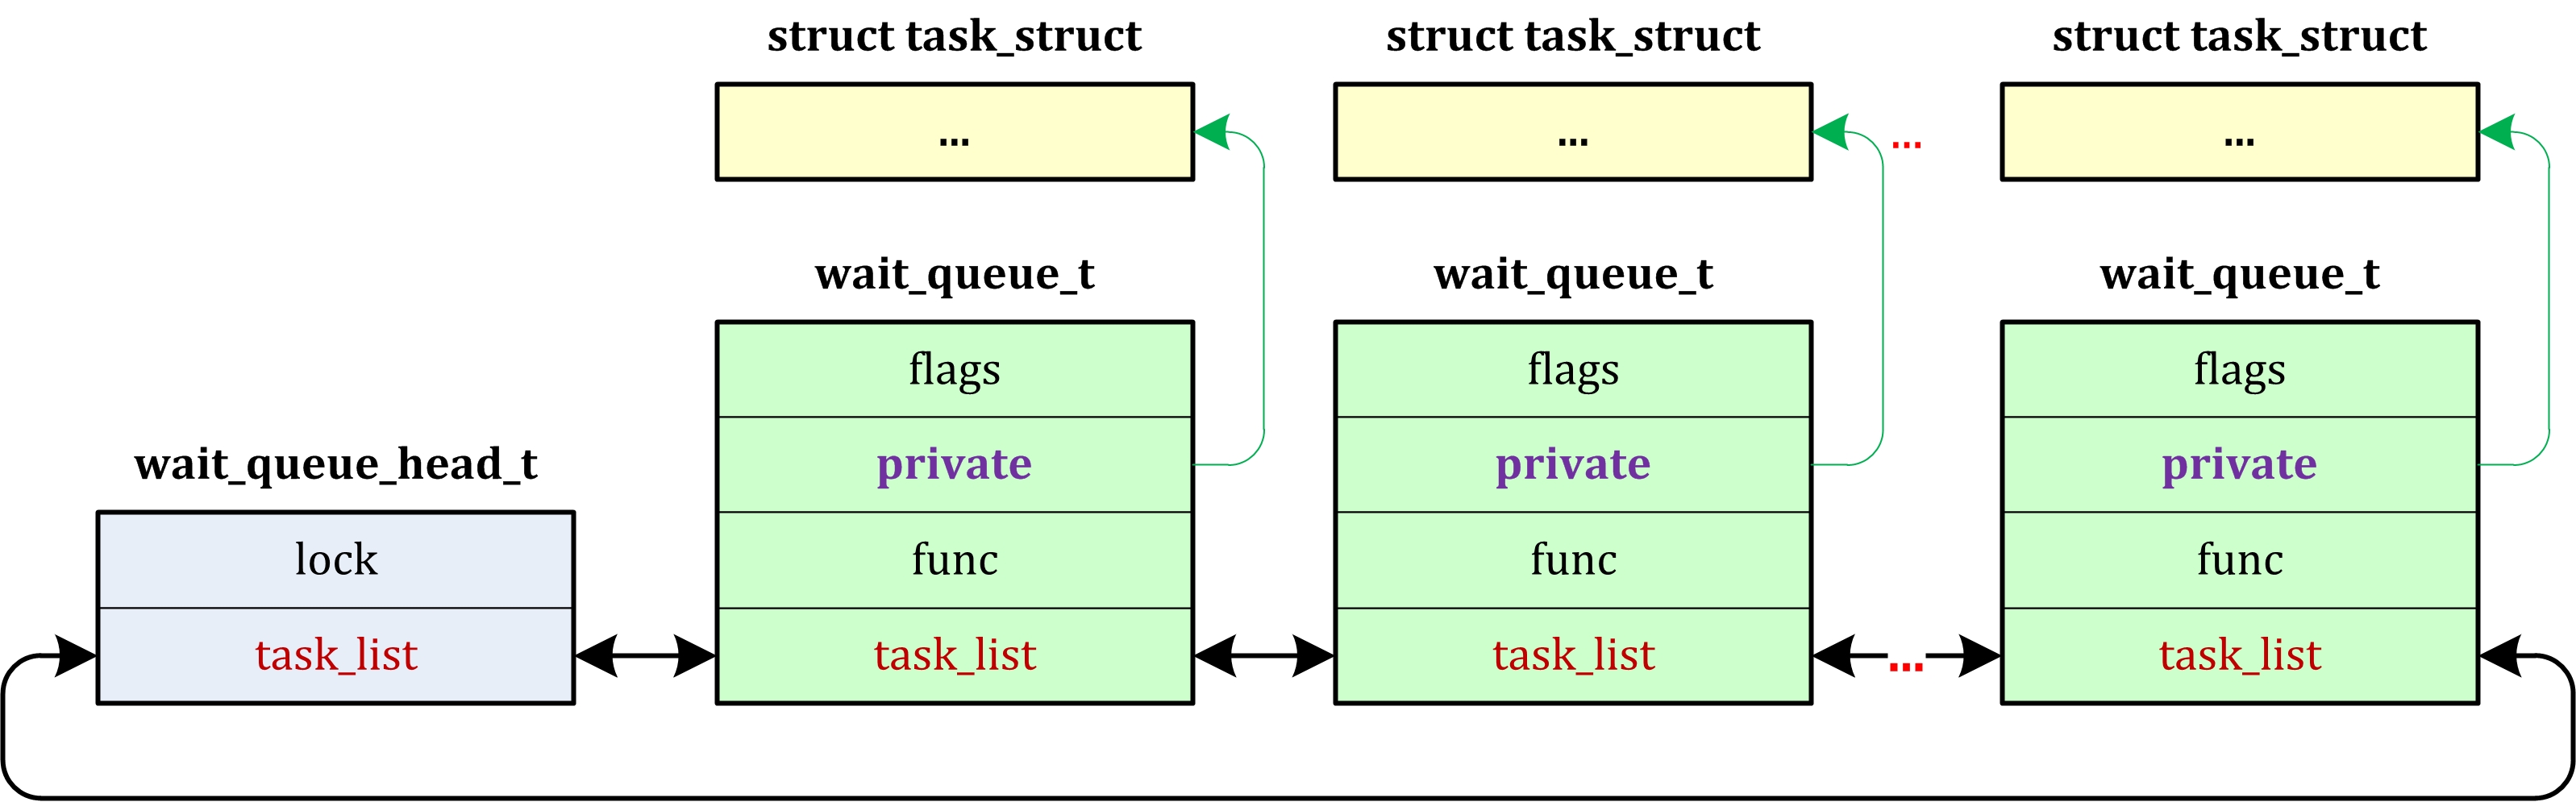 struct task_struct
struct task_struct
struct task_struct
...
...
...
...
wait_queue_t
wait_queue_t
wait_queue_t
flags
flags
flags
wait_queue_head_t
private
private
private
lock
func
func
func
task_list
task_list
task_list
...
task_list